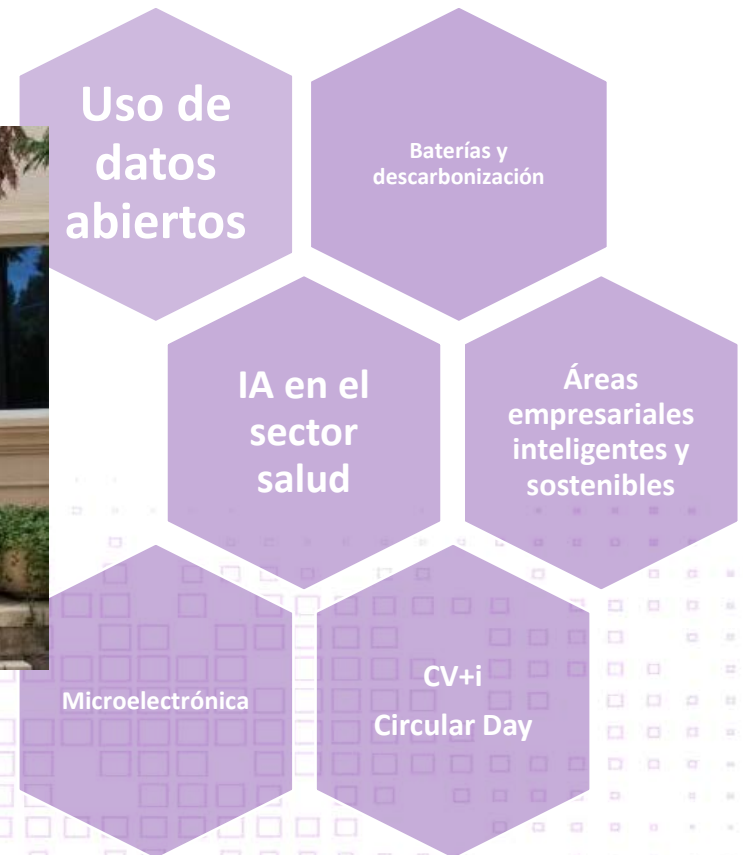 Uso de
datos
abiertos
Baterías y
descarbonización
IA en el
sector
salud
Áreas
empresariales
inteligentes y
sostenibles
Microelectrónica
CV+i
Circular Day